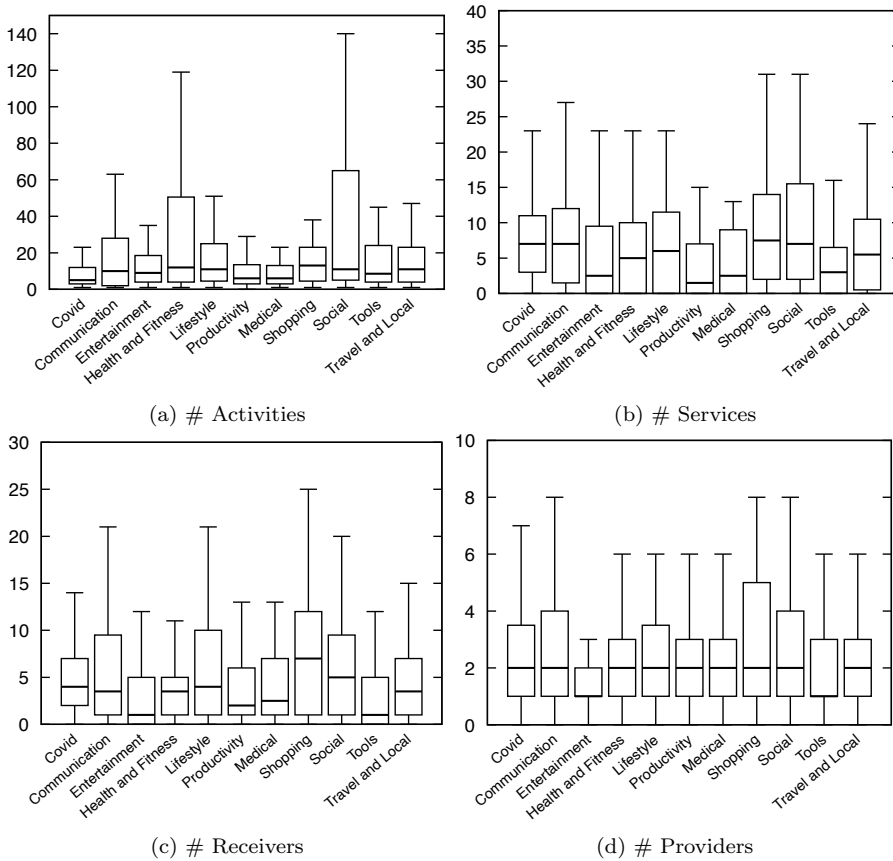 140
120
100
80
60
40
20
0
Covid
Communication
Entertainment
Health and Fitness
Lifestyle
Productivity
Medical
Shopping
Social
Tools
Travel and Local
(a) # Activities
40
35
30
25
20
15
10
5
0
Covid
Communication
Entertainment
Health and Fitness
Lifestyle
Productivity
Medical
Shopping
Social
Tools
Travel and Local
(b) # Services
30
25
20
15
10
5
0
Covid
Communication
Entertainment
Health and Fitness
Lifestyle
Productivity
Medical
Shopping
Social
Tools
Travel and Local
(c) # Receivers
10
8
6
4
2
0
Covid
Communication
Entertainment
Health and Fitness
Lifestyle
Productivity
Medical
Shopping
Social
Tools
Travel and Local
(d) # Providers